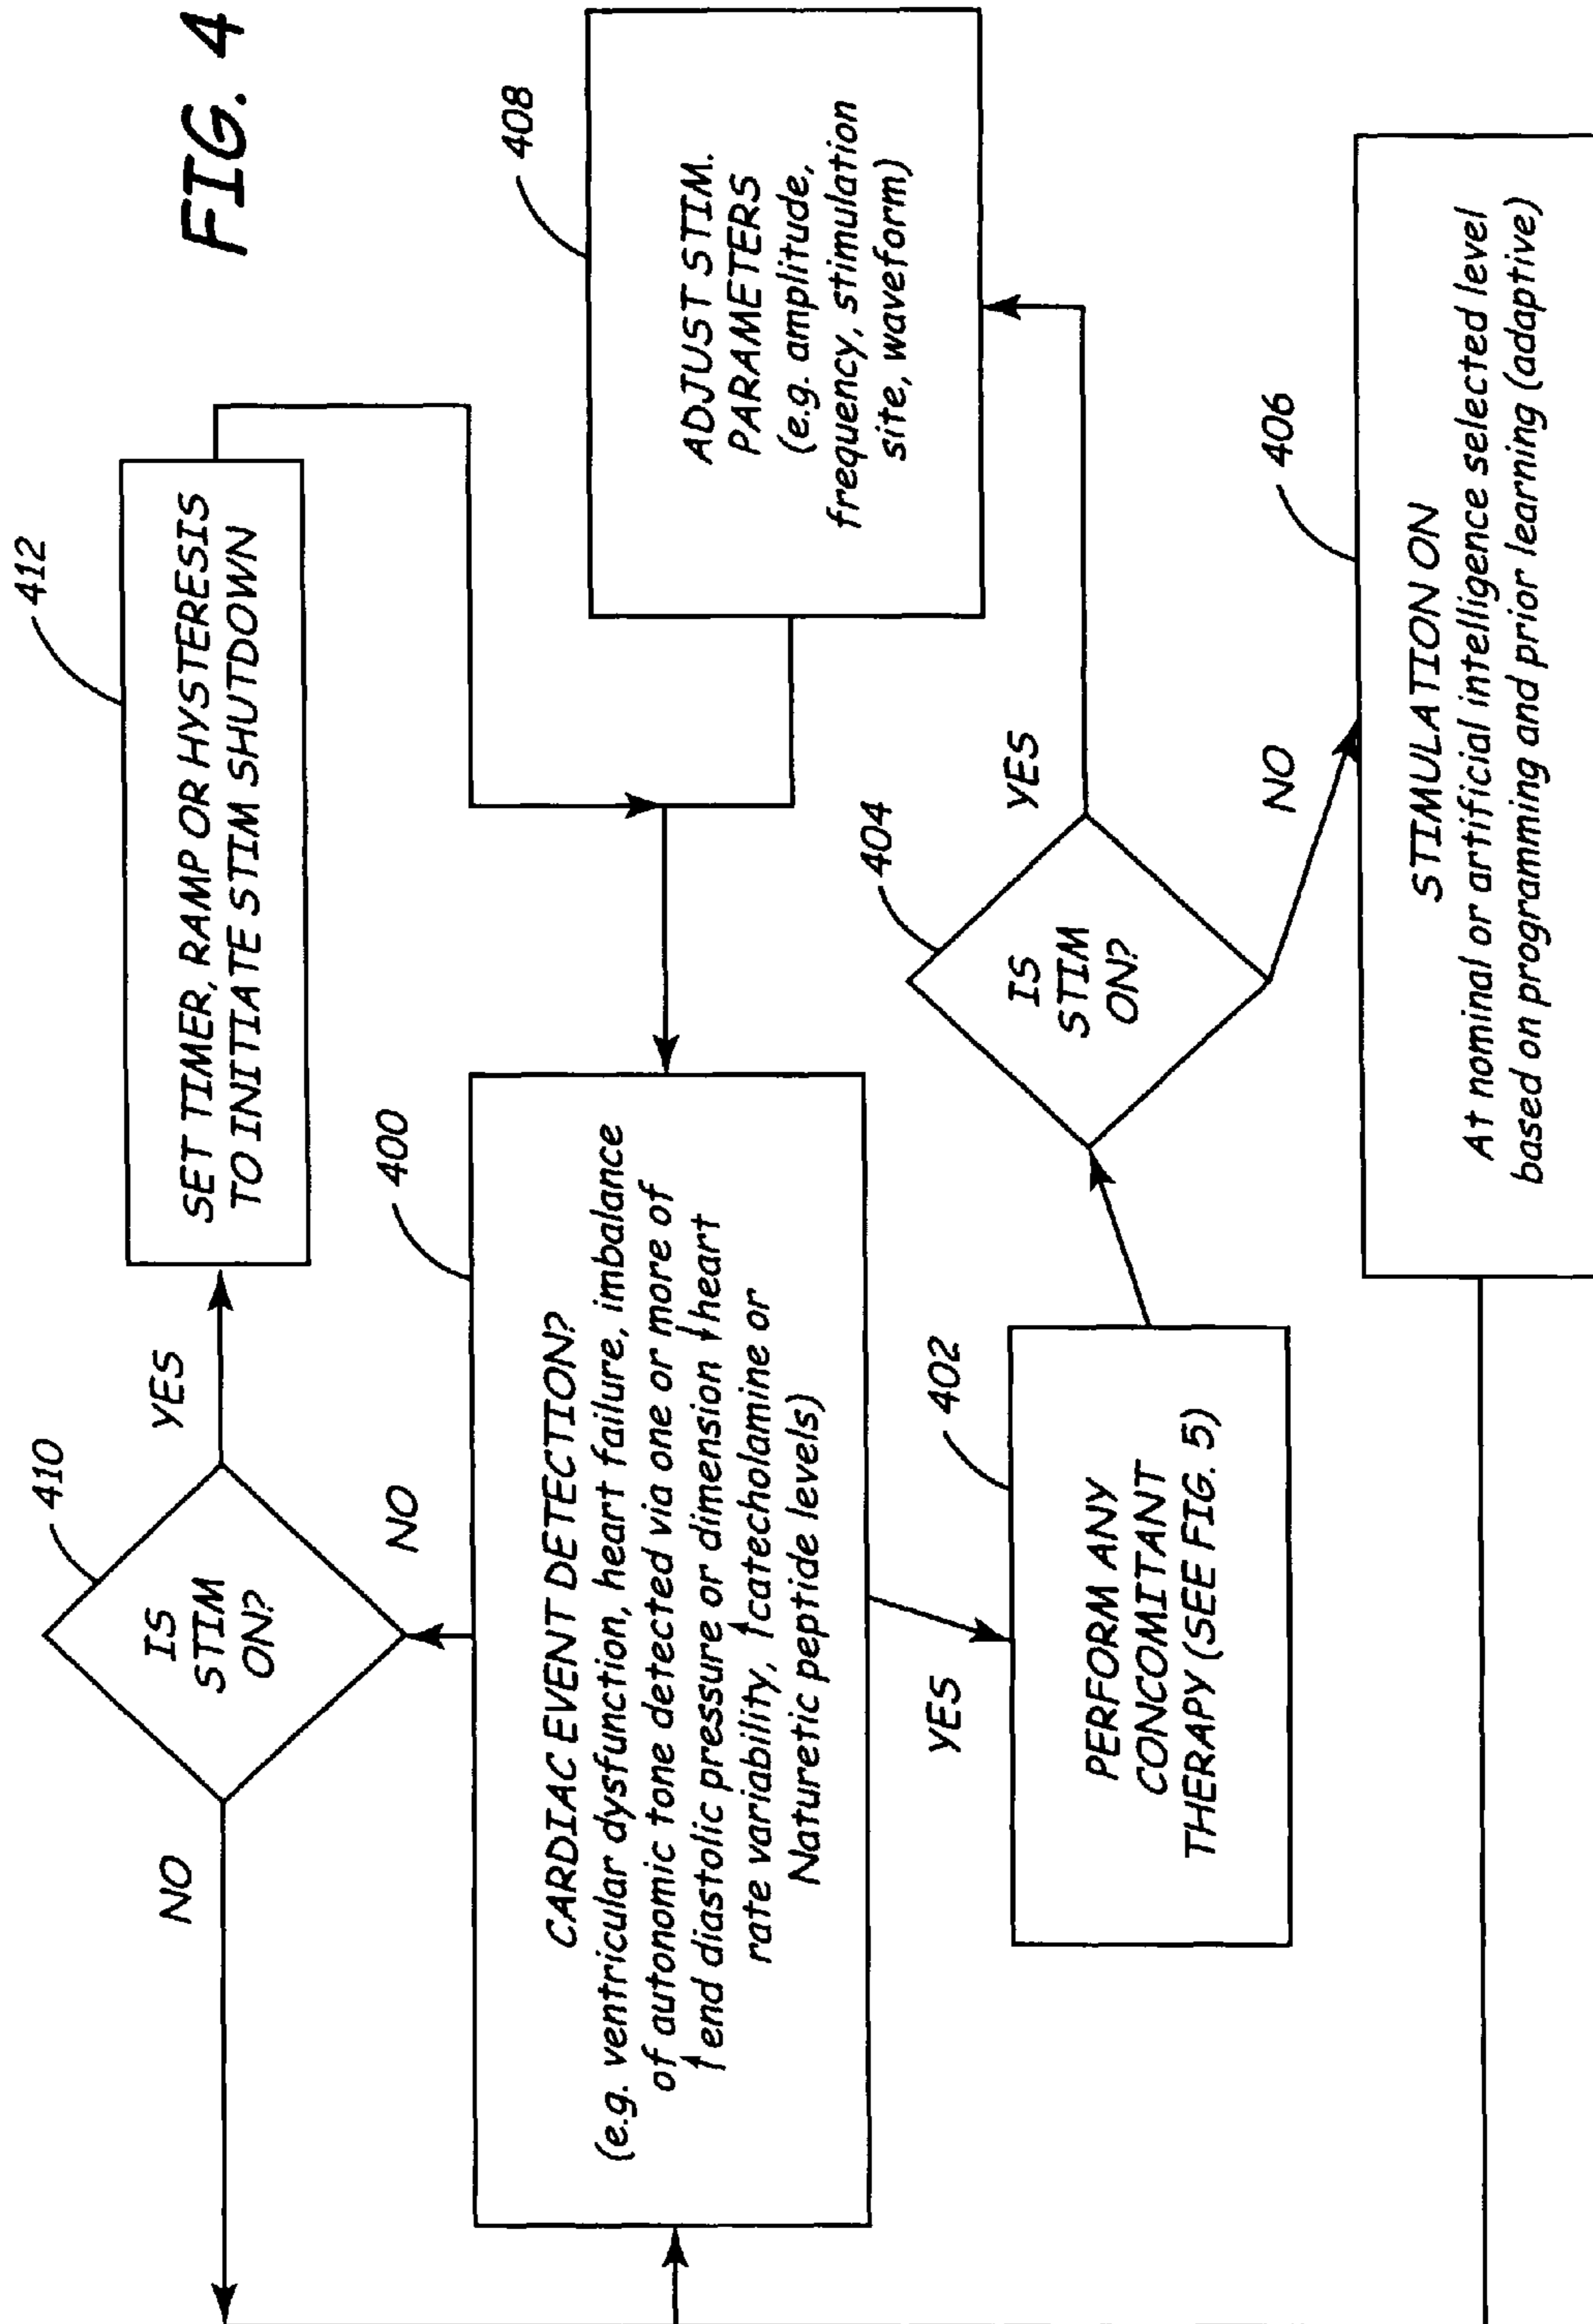 FIG. 4
412
SET TIMER, RAMP OR HYSTERESIS
TO INITIATE STIM SHUTDOWN
410
IS
STIM
ON?
YES
NO
NO
400
CARDIAC EVENT DETECTION?
(e.g. ventricular dysfunction, heart failure, imbalance
of autonomic tone detected via one or more of
↑end diastolic pressure or dimension ↓heart
rate variability, ↑catecholamine or
Naturetic peptide levels)
YES
402
PERFORM ANY
CONCOMITANT
THERAPY (SEE FIG. 5)
404
IS
STIM
ON?
YES
NO
408
ADJUST STIM.
PARAMETERS
(e.g. amplitude,
frequency, stimulation
site, waveform)
406
STIMULATION ON
At nominal or artificial intelligence selected level
based on programming and prior learning (adaptive)